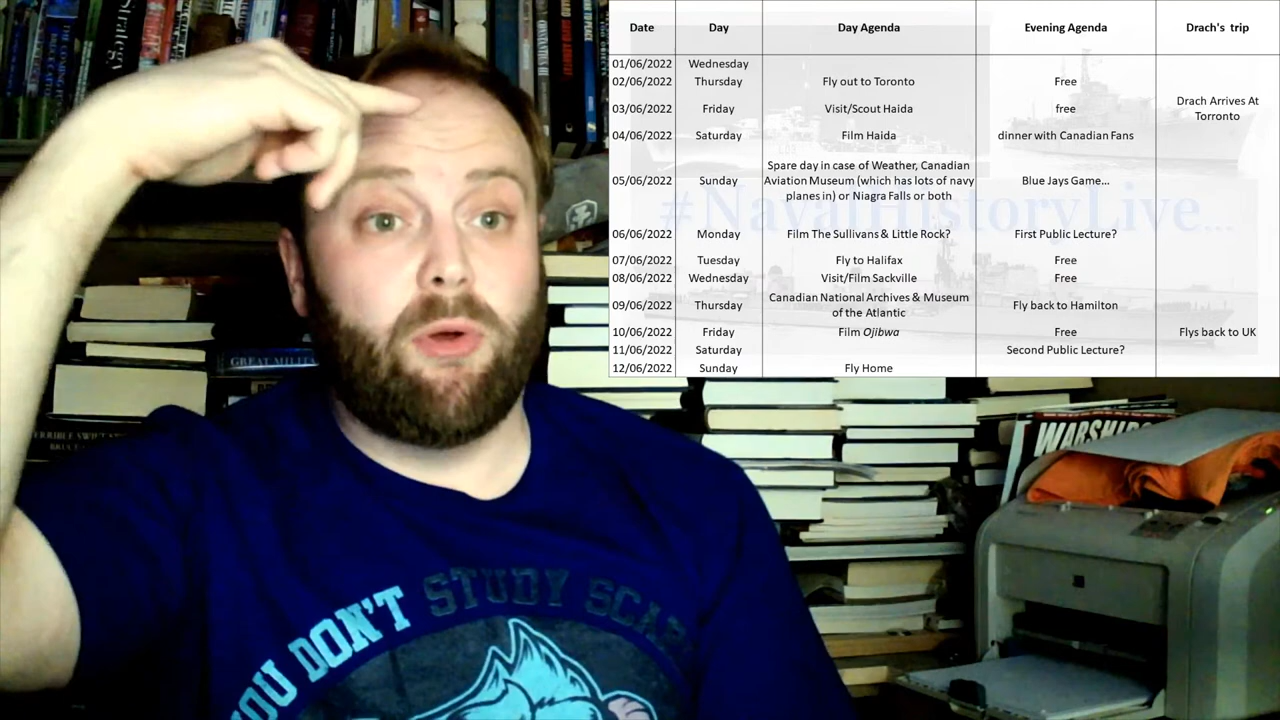 Date Day Day Agenda Evening Agenda Drach's trip
01/06/2022 Wednesday
02/06/2022 Thursday Fly out to Toronto Free
03/06/2022 Friday Visit/Scout Haida free Drach Arrives At
Torronto
04/06/2022 Saturday Film Haida dinner with Canadian Fans
Spare day in case of Weather, Canadian
05/06/2022 Sunday Aviation Museum (which has lots of navy Blue Jays Game...
planes in) or Niagra Falls or both
#NavalHistoryLive...
06/06/2022 Monday Film The Sullivans & Little Rock? First Public Lecture?
07/06/2022 Tuesday Fly to Halifax Free
08/06/2022 Wednesday Visit/Film Sackville Free
09/06/2022 Thursday Canadian National Archives & Museum Fly back to Hamilton
of the Atlantic
10/06/2022 Friday Film Ojibwa Free Flys back to UK
11/06/2022 Saturday Second Public Lecture?
12/06/2022 Sunday Fly Home
Strategy
GREAT
WARSHIPS
YOU DON'T STUDY